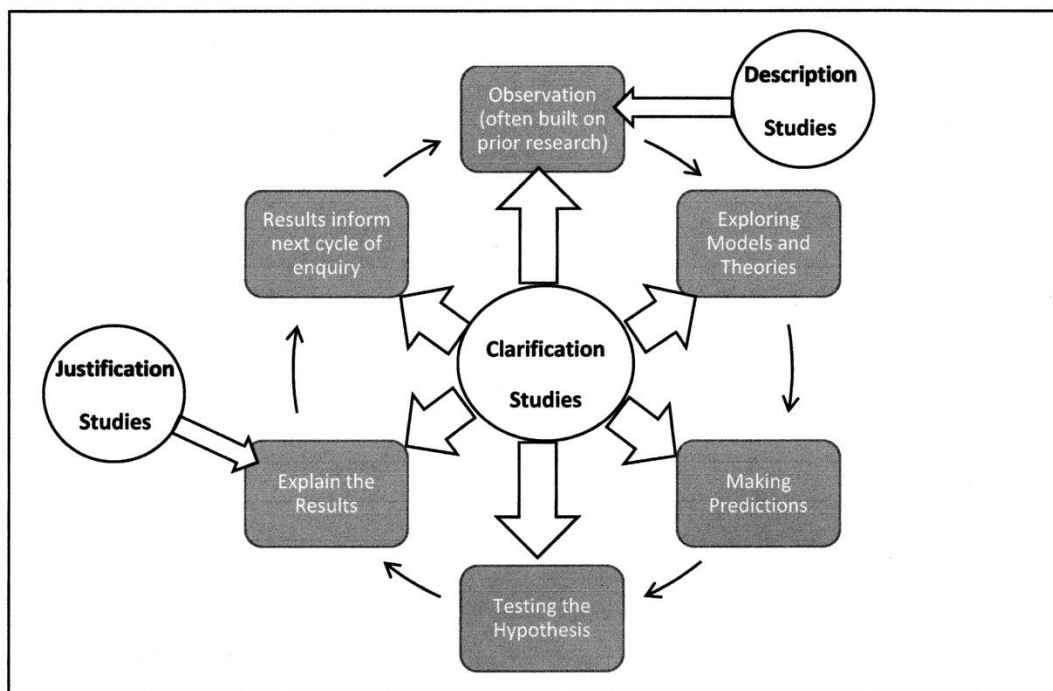 Description
Studies
Observation
(often built on
prior research)
Exploring
Models and
Theories
Making
Predictions
Testing the
Hypothesis
Explain the
Results
Results inform
next cycle of
enquiry
Clarification
Studies
Justification
Studies